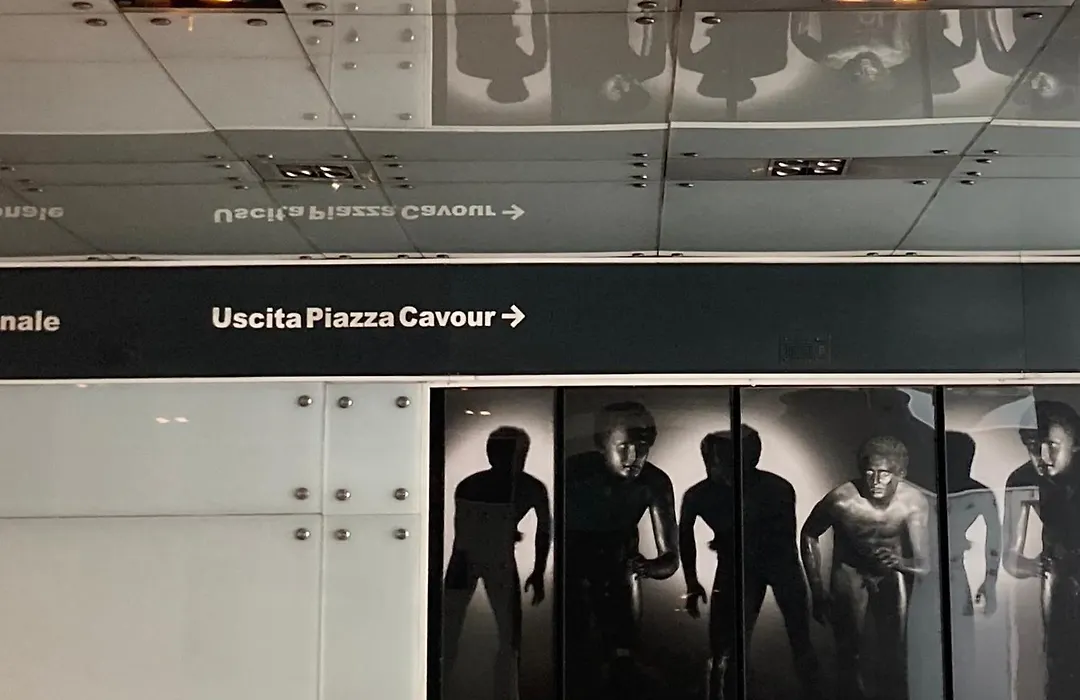 nale
Uscita Piazza Cavour →